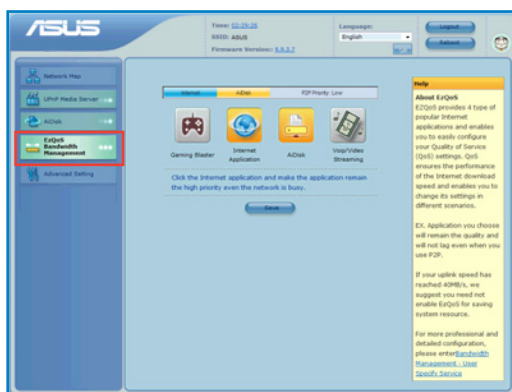 ASUS
Time: 02:29:28
SSID: ASUS
Firmware Version:
Language:
English
Logout
Reboot
Network Map
UPnP Media Server
AiDisk
EzQoS
Bandwidth
Management
Advanced Setting
Internet
AiDisk
P2P Priority: Low
Gaming Blaster
Internet
Application
AiDisk
Voip/Video
Streaming
Click the Internet application and make the application remain
the high priority even the network is busy.
Save
Help
About EzQoS
EZQoS provides 4 type of
popular Internet
applications and enables
you to easily configure
your Quality of Service
(QoS) settings. QoS
ensures the performance
of the Internet download
speed and enables you to
change its settings in
different scenarios.
EX. Application you choose
will remain the quality and
will not lag even when you
use P2P.
If your uplink speed has
reached 40MB/s, we
suggest you need not
enable EzQoS for saving
system resource.
For more professional and
detailed configuration,
please enterBandwidth
Management - User
Specify Service